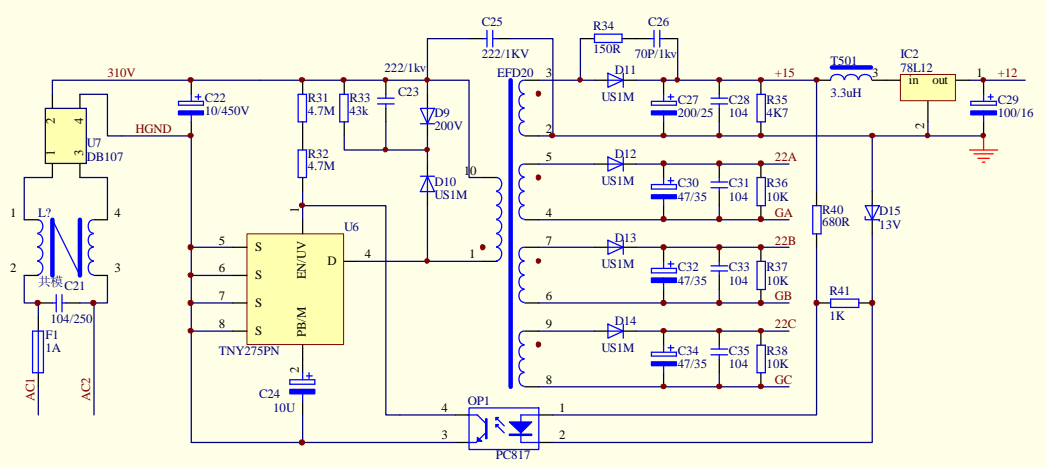 C25
222/1KV
R34
150R
C26
70P/1kv
310V
222/1kv
EFD20
3
D11
US1M
+15
T501
3
3.3uH
IC2
78L12
in
out
1
+12
C22
10/450V
R31
4.7M
R33
43k
C23
D9
200V
C27
200/25
C28
104
R35
4K7
2
C29
100/16
2
4
HGND
U7
DB107
1
3
2
R32
4.7M
5
D12
US1M
22A
10
D10
US1M
C30
47/35
C31
104
R36
10K
1
L?
4
1
4
GA
R40
680R
D15
13V
U6
7
D13
US1M
22B
5
S
EN/UV
D
4
1
2
3
6
S
共模
C21
C32
47/35
C33
104
R37
10K
R41
1K
7
S
6
GB
104/250
PB/M
8
S
9
D14
US1M
22C
F1
1A
TNY275PN
C34
47/35
C35
104
R38
10K
2
AC1
AC2
C24
10U
8
GC
OP1
4
1
3
2
PC817